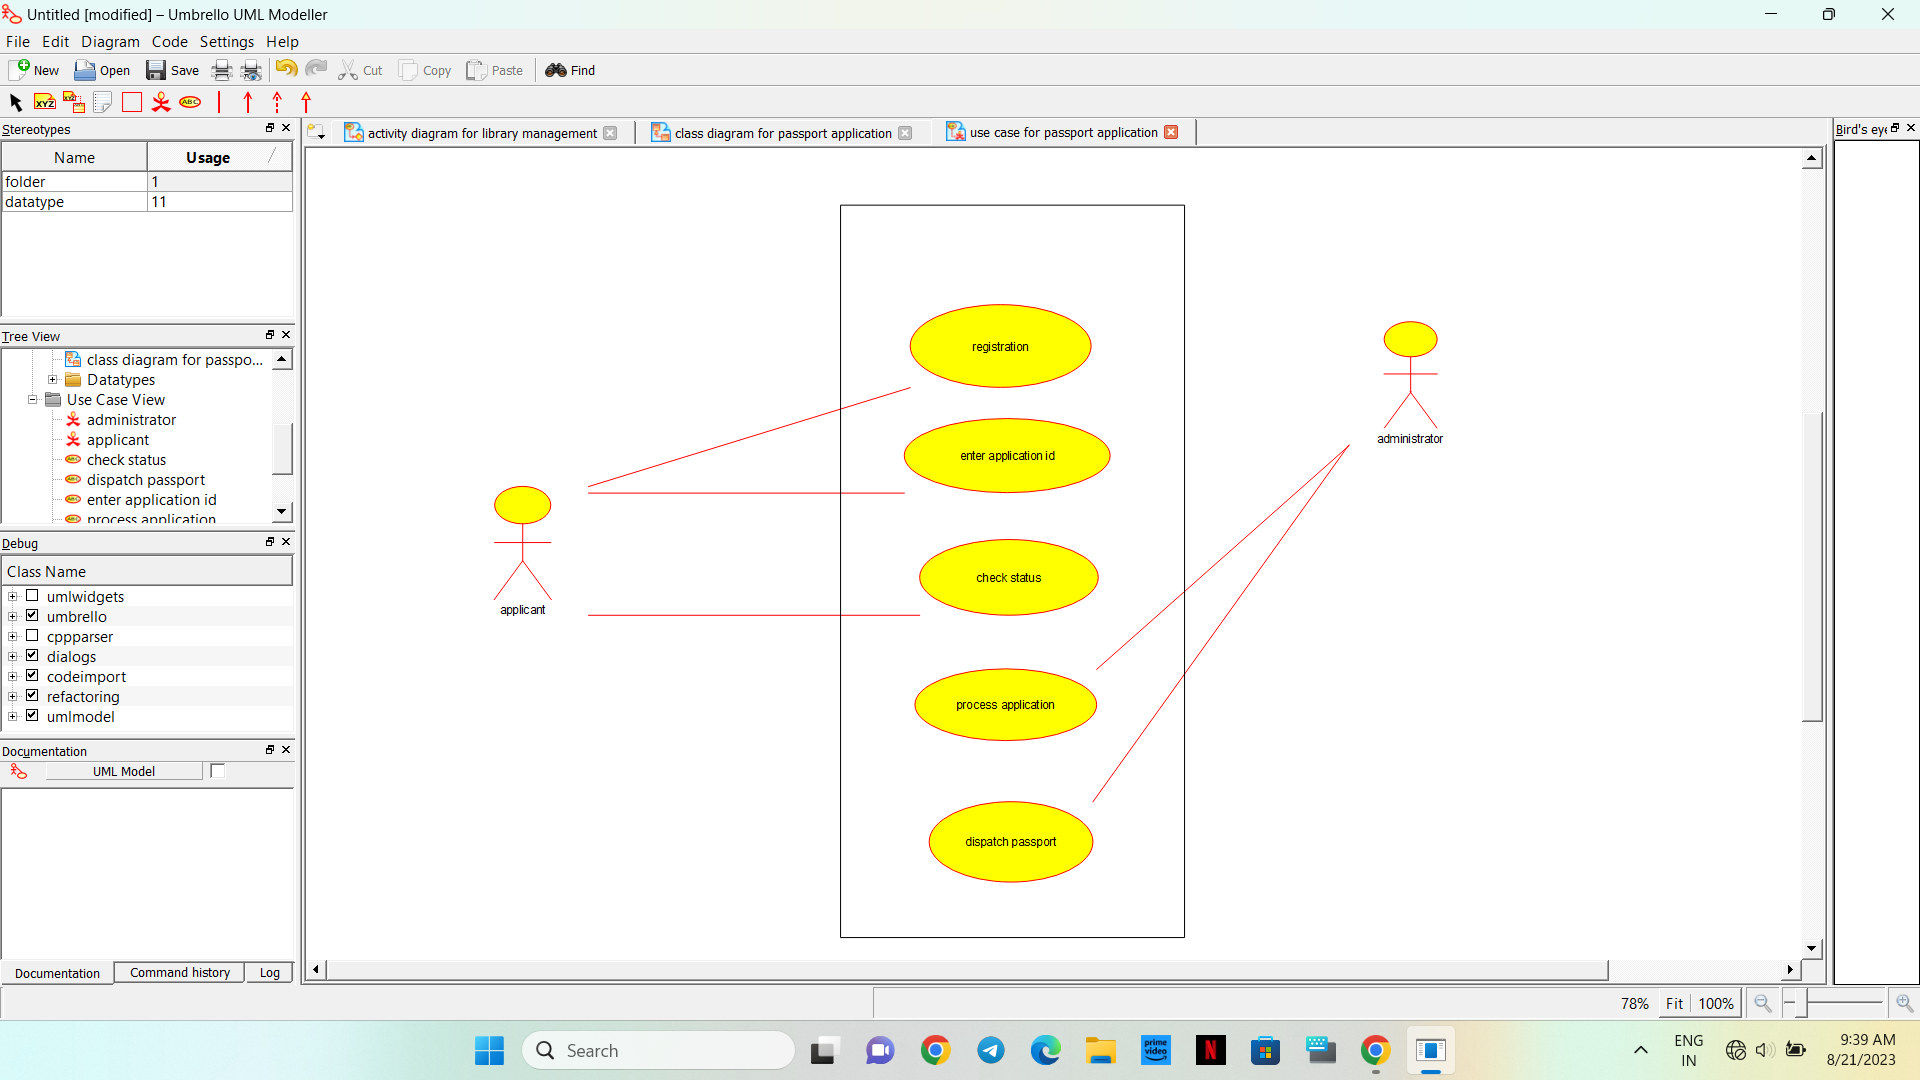 Untitled [modified] – Umbrello UML Modeller
File Edit Diagram Code Settings Help
New Open Save Cut Copy Paste Find
XYZ XYZ ABC
Stereotypes
Name Usage
folder 1
datatype 11
Tree View
class diagram for passpo...
Datatypes
Use Case View
administrator
applicant
check status
dispatch passport
enter application id
process application
Debug
Class Name
umlwidgets
umbrello
cppparser
dialogs
codeimport
refactoring
umlmodel
Documentation
UML Model
Documentation Command history Log
activity diagram for library management class diagram for passport application use case for passport application
Bird's eye
registration
enter application id
check status
process application
dispatch passport
applicant
administrator
78% Fit 100%
Search
prime
video
N
ENG
IN
9:39 AM
8/21/2023